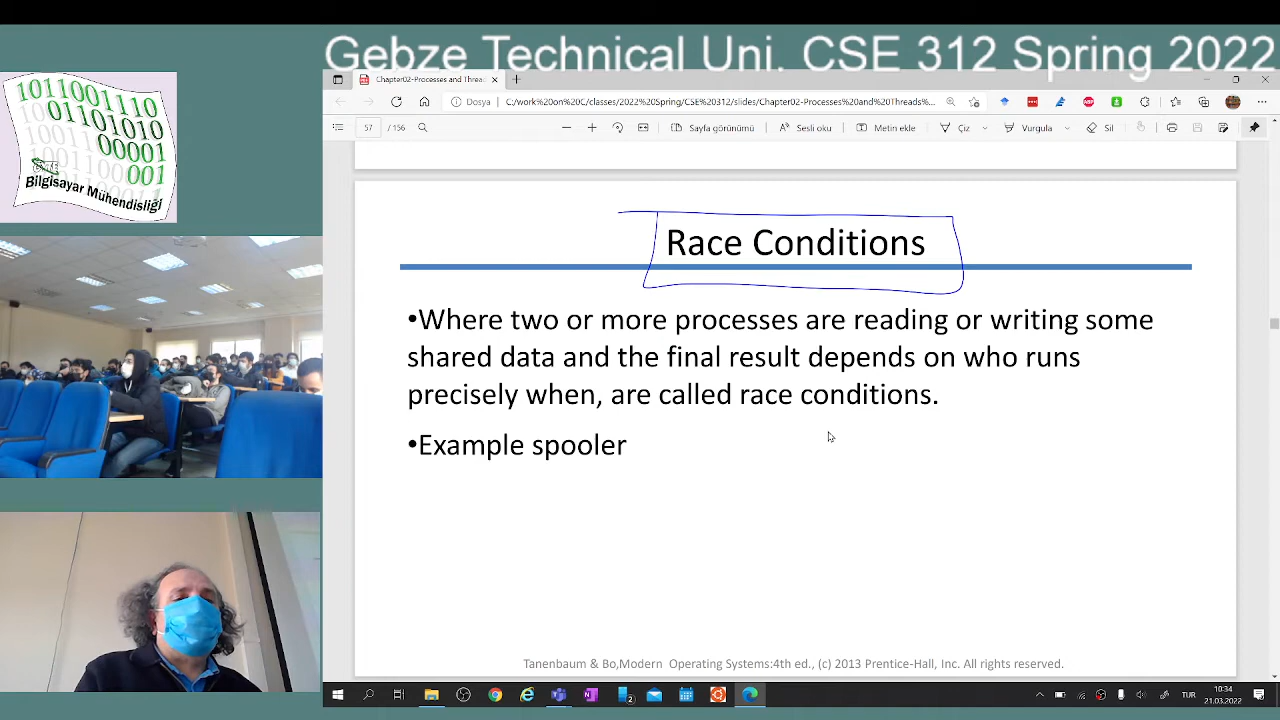 Gebze Technical Uni. CSE 312 Spring 2022
1011001110
01101010
00001
001
Bilgisayar Mühendisliği
Chapter02-Processes and Threa
Dosya
C:/work%20on%20C/classes/2022%20Spring/CSE%20312/slides/Chapter02-Processes%20and%20Threads%...
57 / 156
Sayfa görünümü
Sesli oku
Metin ekle
Çiz
Vurgula
Sil
Race Conditions
•Where two or more processes are reading or writing some
shared data and the final result depends on who runs
precisely when, are called race conditions.
•Example spooler
Tanenbaum & Bo,Modern Operating Systems:4th ed., (c) 2013 Prentice-Hall, Inc. All rights reserved.
TUR
10:34
21.03.2022